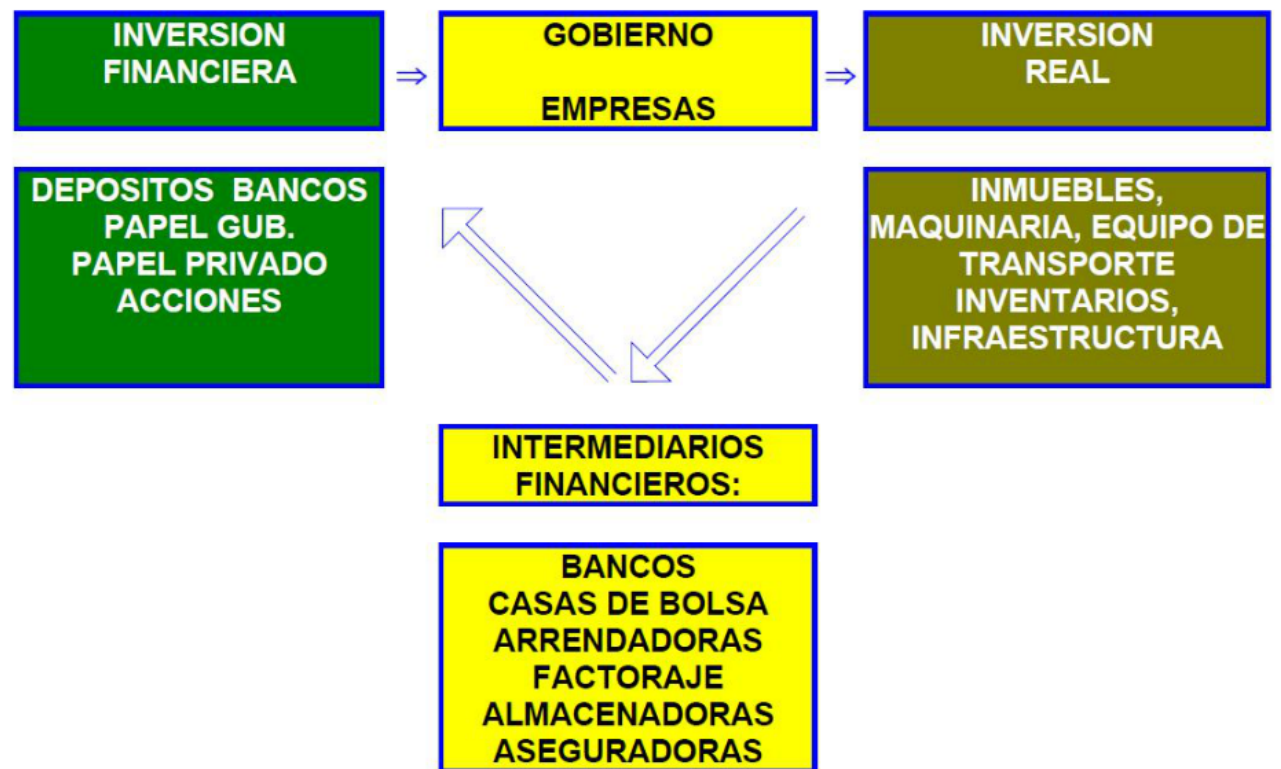 INVERSION
FINANCIERA
⇒
GOBIERNO
EMPRESAS
⇒
INVERSION
REAL
DEPOSITOS BANCOS
PAPEL GUB.
PAPEL PRIVADO
ACCIONES
INMUEBLES,
MAQUINARIA, EQUIPO DE
TRANSPORTE
INVENTARIOS,
INFRAESTRUCTURA
INTERMEDIARIOS
FINANCIEROS:
BANCOS
CASAS DE BOLSA
ARRENDADORAS
FACTORAJE
ALMACENADORAS
ASEGURADORAS